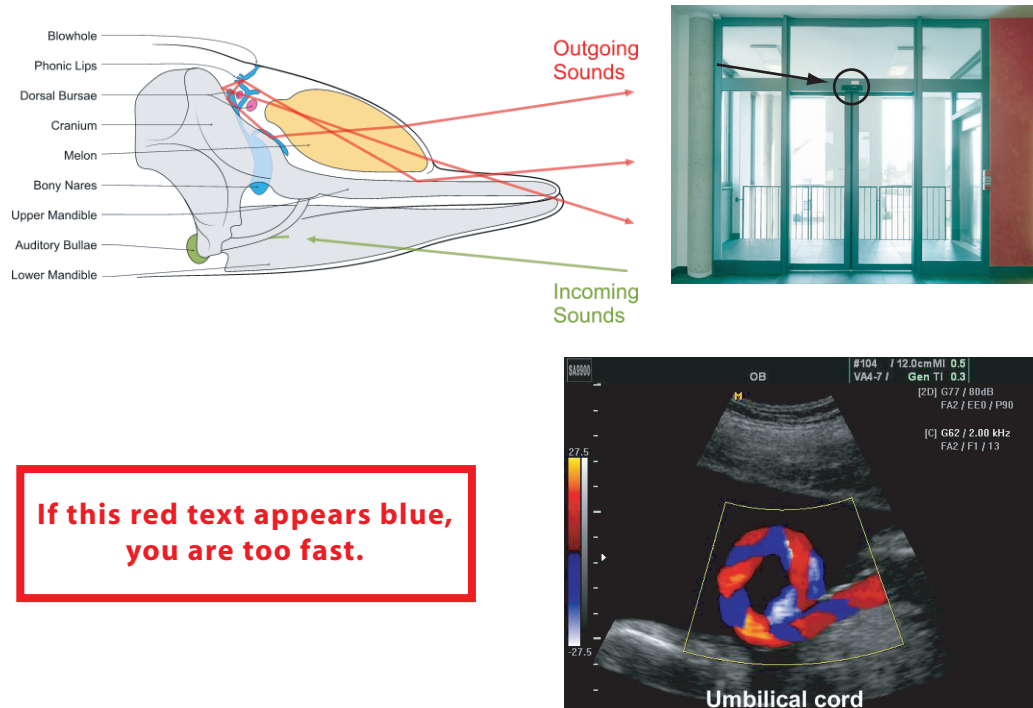 Blowhole
Phonic Lips
Dorsal Bursae
Cranium
Melon
Bony Nares
Upper Mandible
Auditory Bullae
Lower Mandible
Outgoing
Sounds
Incoming
Sounds
If this red text appears blue,
you are too fast.
SA9900
OB
#104 / 12.0cm MI 0.5
VA4-7 / Gen TI 0.3
[2D] G77 / 80dB
FA2 / EE0 / P90
[C] G62 / 2.00 kHz
FA2 / F1 / 13
M
27.5
-27.5
Umbilical cord